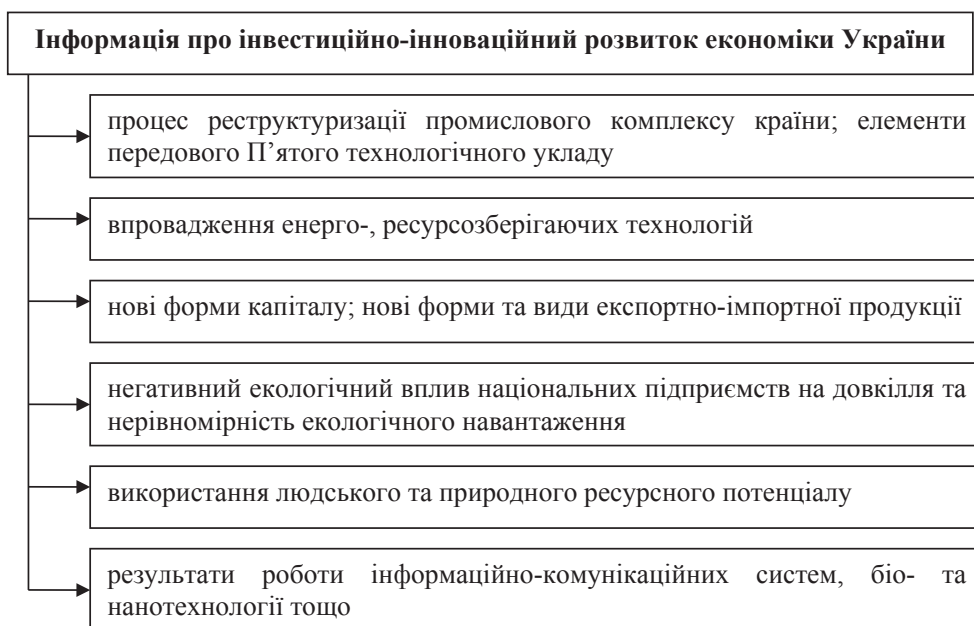 Інформація про інвестиційно-інноваційний розвиток економіки України
процес реструктуризації промислового комплексу країни; елементи
передового П’ятого технологічного укладу
впровадження енерго-, ресурсозберігаючих технологій
нові форми капіталу; нові форми та види експортно-імпортної продукції
негативний екологічний вплив національних підприємств на довкілля та
нерівномірність екологічного навантаження
використання людського та природного ресурсного потенціалу
результати роботи інформаційно-комунікаційних систем, біо- та
нанотехнології тощо